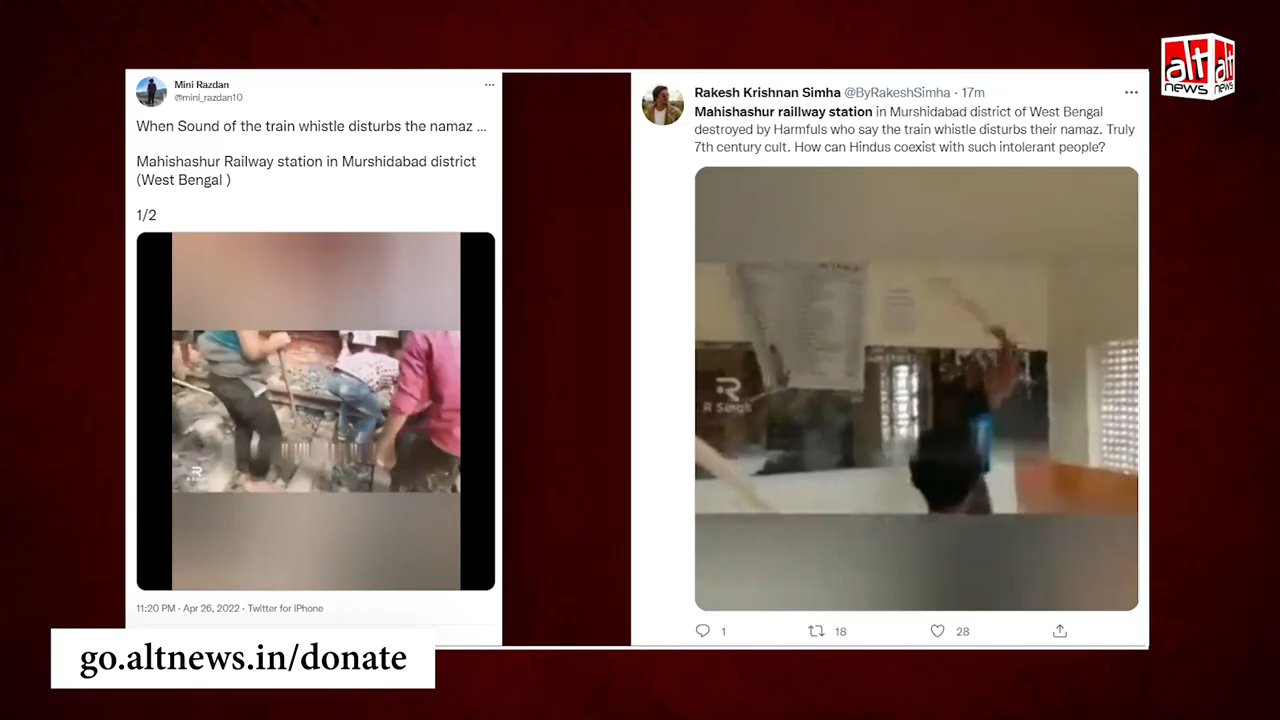 alt
news
alt
news
Mini Razdan
@mini_razdan10
When Sound of the train whistle disturbs the namaz ...
Mahishashur Railway station in Murshidabad district
(West Bengal )
1/2
R Singh
11:20 PM · Apr 26, 2022 · Twitter for iPhone
Rakesh Krishnan Simha @ByRakeshSimha · 17m
Mahishashur raillway station in Murshidabad district of West Bengal
destroyed by Harmfuls who say the train whistle disturbs their namaz. Truly
7th century cult. How can Hindus coexist with such intolerant people?
R Singh
1 18 28
go.altnews.in/donate